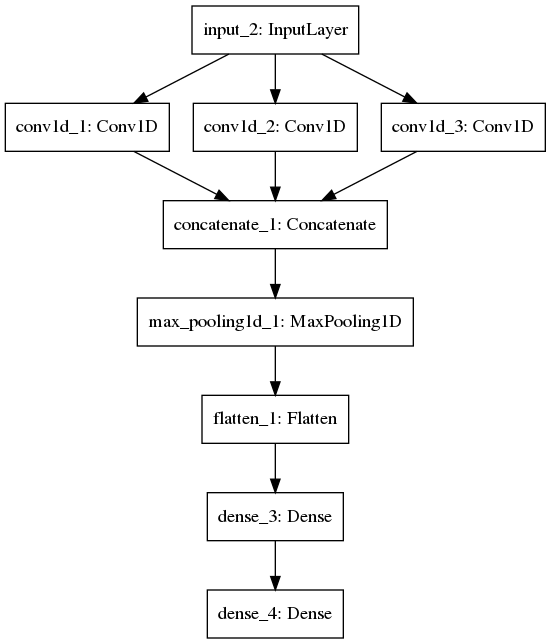 input_2: InputLayer
conv1d_1: Conv1D
conv1d_2: Conv1D
conv1d_3: Conv1D
concatenate_1: Concatenate
max_pooling1d_1: MaxPooling1D
flatten_1: Flatten
dense_3: Dense
dense_4: Dense